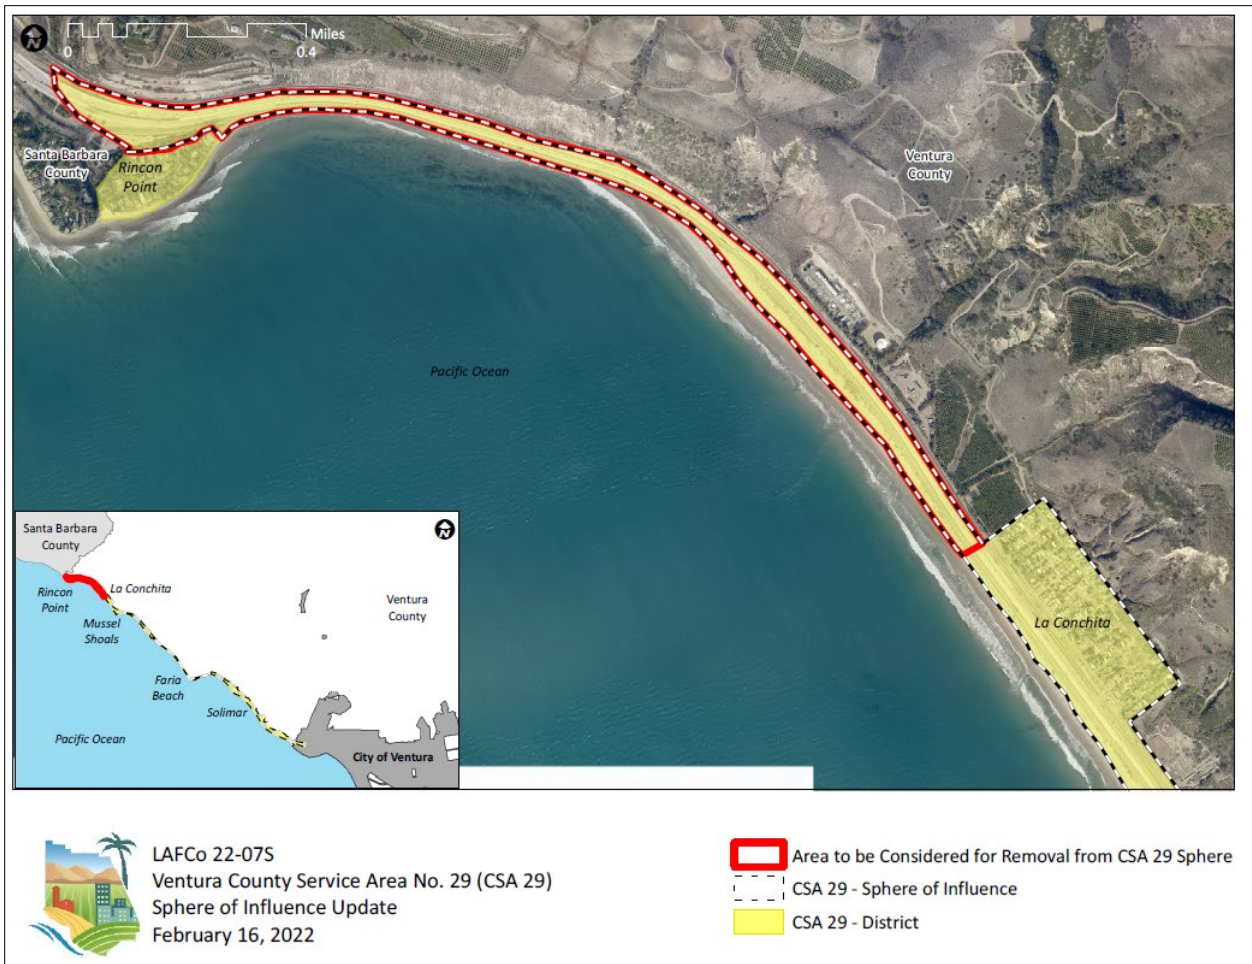 N
0
0.4
Miles
Santa Barbara
County
Rincon
Point
Ventura
County
Pacific Ocean
La Conchita
N
Santa Barbara
County
Rincon
Point
La Conchita
Mussel
Shoals
Ventura
County
Faria
Beach
Solimar
Pacific Ocean
City of Ventura
LAFCo 22-07S
Ventura County Service Area No. 29 (CSA 29)
Sphere of Influence Update
February 16, 2022
Area to be Considered for Removal from CSA 29 Sphere
CSA 29 - Sphere of Influence
CSA 29 - District